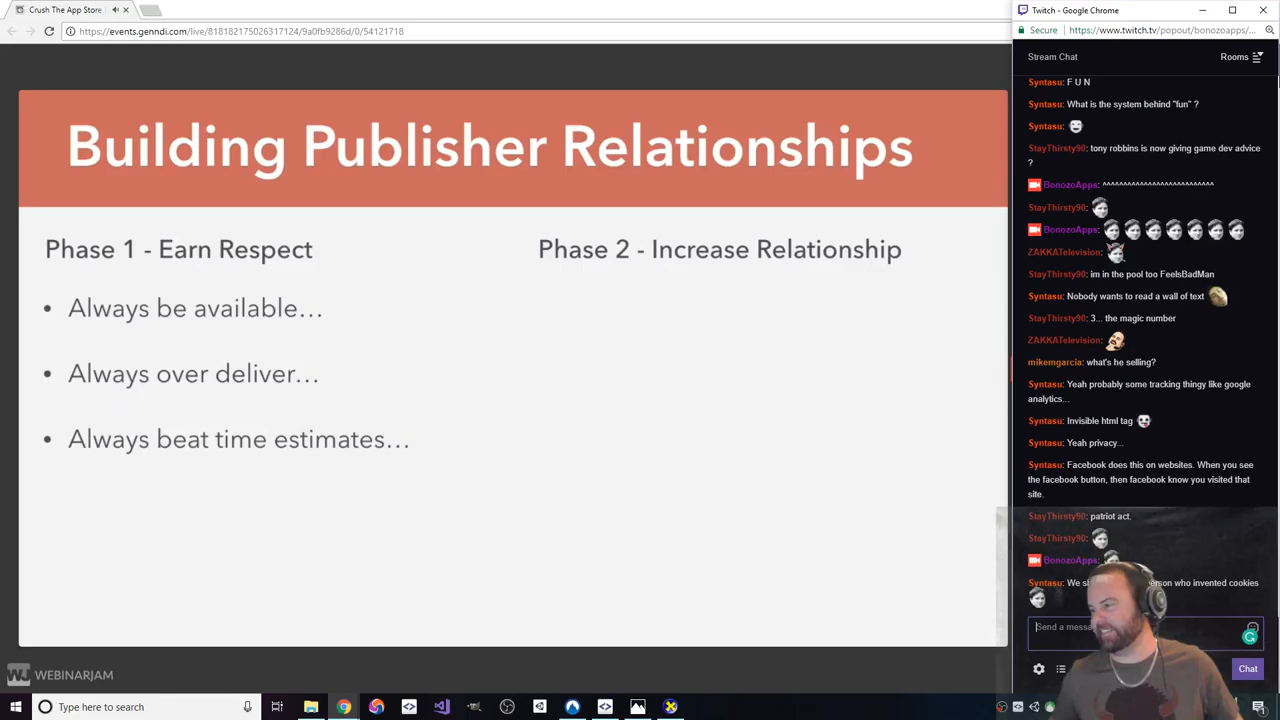 Crush The App Store
https://events.genndi.com/live/818182175026317124/9a0fb9286d/0/54121718
Building Publisher Relationships
Phase 1 - Earn Respect
Phase 2 - Increase Relationship
• Always be available…
• Always over deliver…
• Always beat time estimates…
WJ WEBINARJAM
Type here to search
Twitch - Google Chrome
Secure https://www.twitch.tv/popout/bonozoapps/...
Stream Chat
Rooms
Syntasu: F U N
Syntasu: What is the system behind "fun" ?
Syntasu:
StayThirsty90: tony robbins is now giving game dev advice
?
BonozoApps: ^^^^^^^^^^^^^^^^^^^^^^^^^^
StayThirsty90:
BonozoApps:
ZAKKATelevision:
StayThirsty90: im in the pool too FeelsBadMan
Syntasu: Nobody wants to read a wall of text
StayThirsty90: 3... the magic number
ZAKKATelevision:
mikemgarcia: what's he selling?
Syntasu: Yeah probably some tracking thingy like google
analytics...
Syntasu: Invisible html tag
Syntasu: Yeah privacy...
Syntasu: Facebook does this on websites. When you see
the facebook button, then facebook know you visited that
site.
StayThirsty90: patriot act.
StayThirsty90:
BonozoApps:
Syntasu: We who invented cookies
Send a
Chat